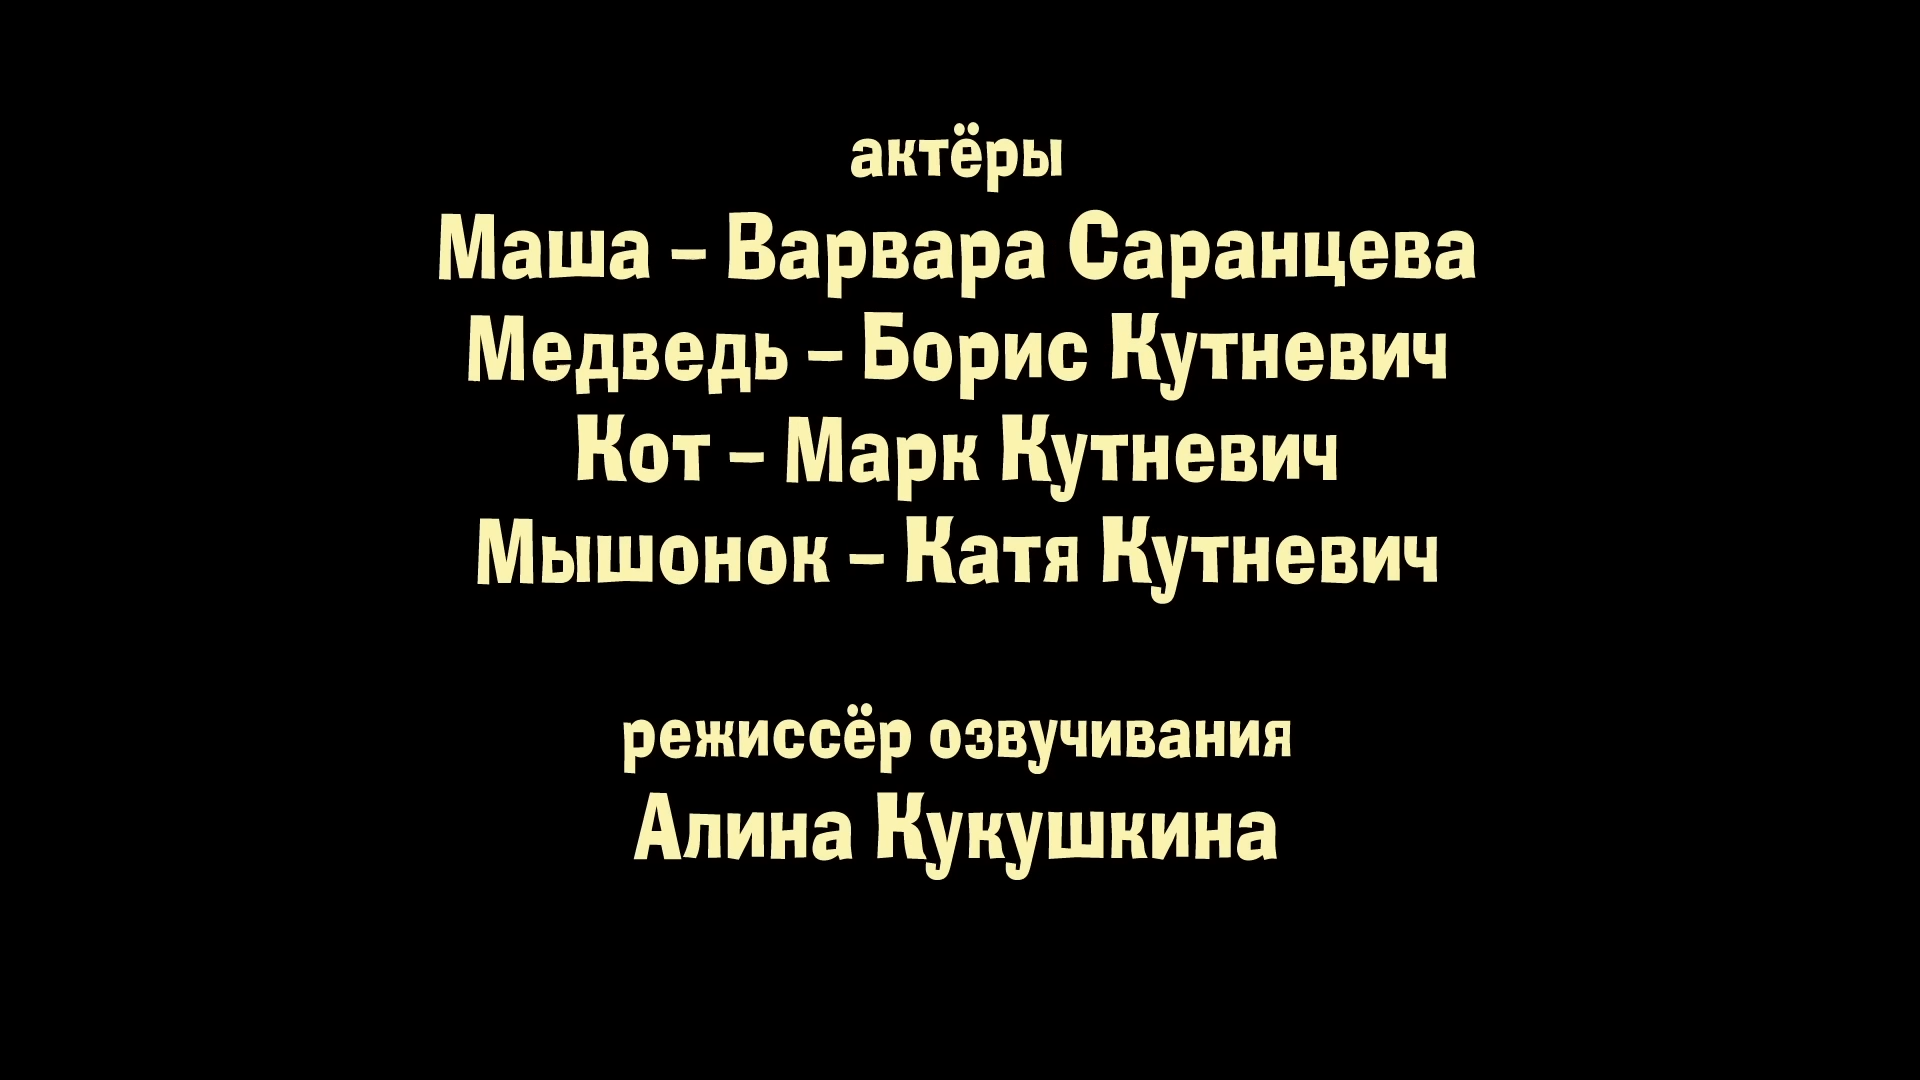 актёры
Маша – Варвара Саранцева
Медведь – Борис Кутневич
Кот – Марк Кутневич
Мышонок – Катя Кутневич
режиссёр озвучивания
Алина Кукушкина